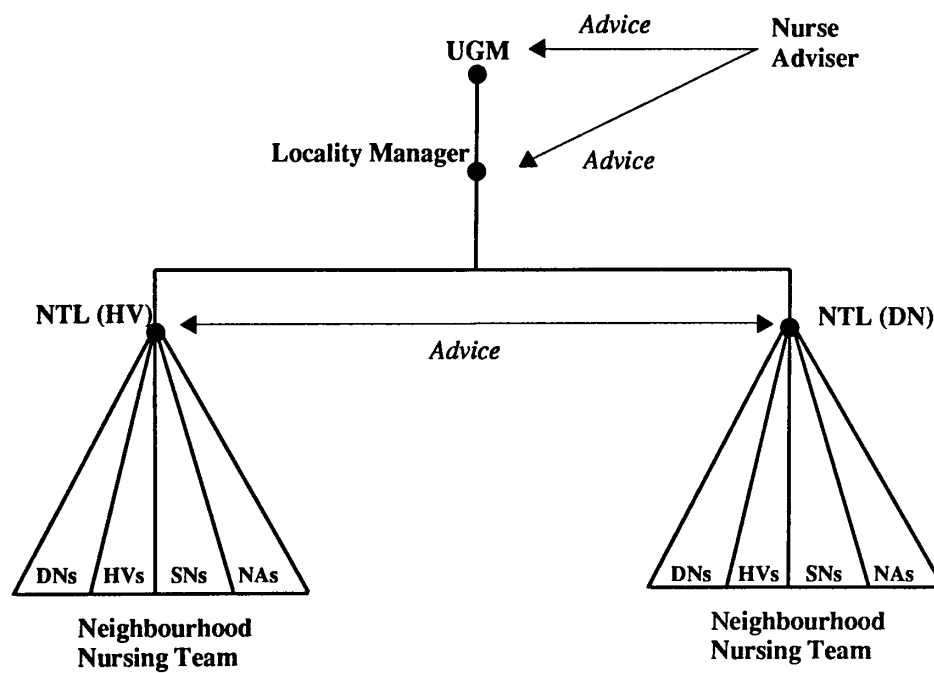 Advice
Nurse
Adviser
UGM
Locality Manager
Advice
NTL (HV)
NTL (DN)
Advice
DNs HVs SNs NAs
DNs HVs SNs NAs
Neighbourhood
Nursing Team
Neighbourhood
Nursing Team